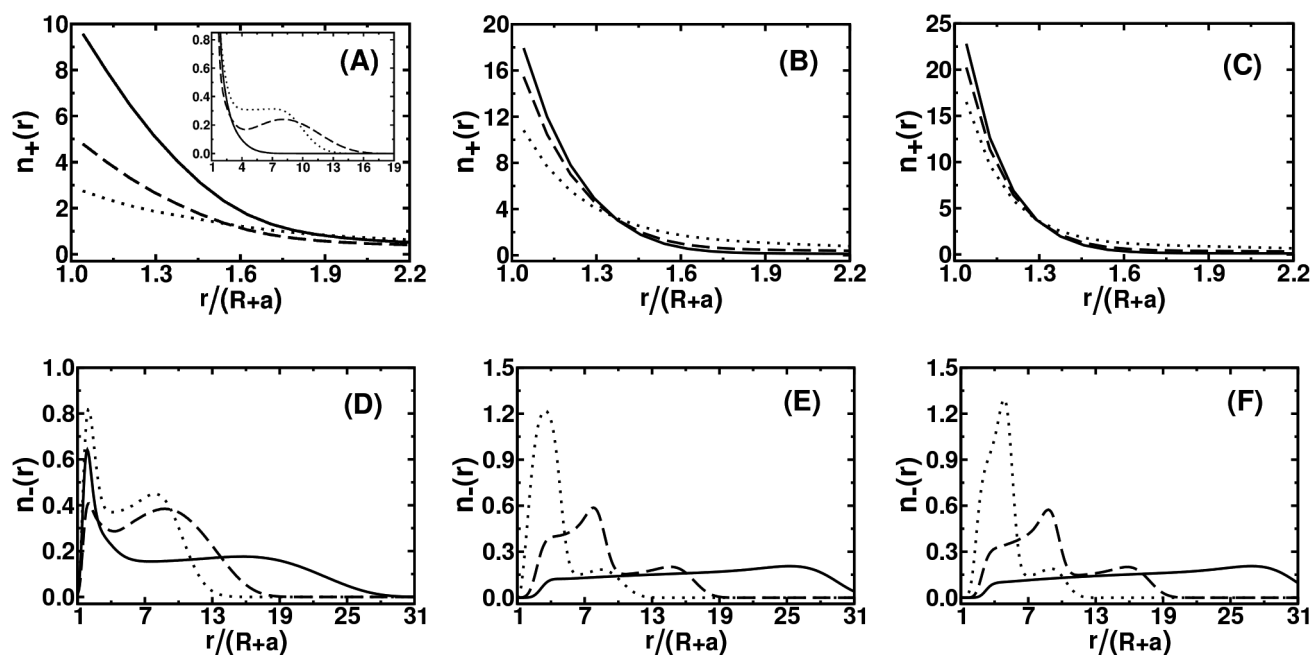 n+(r)
10
8
6
4
2
0
1.0 1.3 1.6 1.9 2.2
r/(R+a)
(A)
0.8
0.6
0.4
0.2
0.0
1 4 7 10 13 16 19
n+(r)
20
16
12
8
4
0
1.0 1.3 1.6 1.9 2.2
r/(R+a)
(B)
n+(r)
25
20
15
10
5
0
1.0 1.3 1.6 1.9 2.2
r/(R+a)
(C)
n-(r)
1.0
0.8
0.6
0.4
0.2
0.0
1 7 13 19 25 31
r/(R+a)
(D)
n-(r)
1.5
1.2
0.9
0.6
0.3
0.0
1 7 13 19 25 31
r/(R+a)
(E)
n-(r)
1.5
1.2
0.9
0.6
0.3
0.0
1 7 13 19 25 31
r/(R+a)
(F)